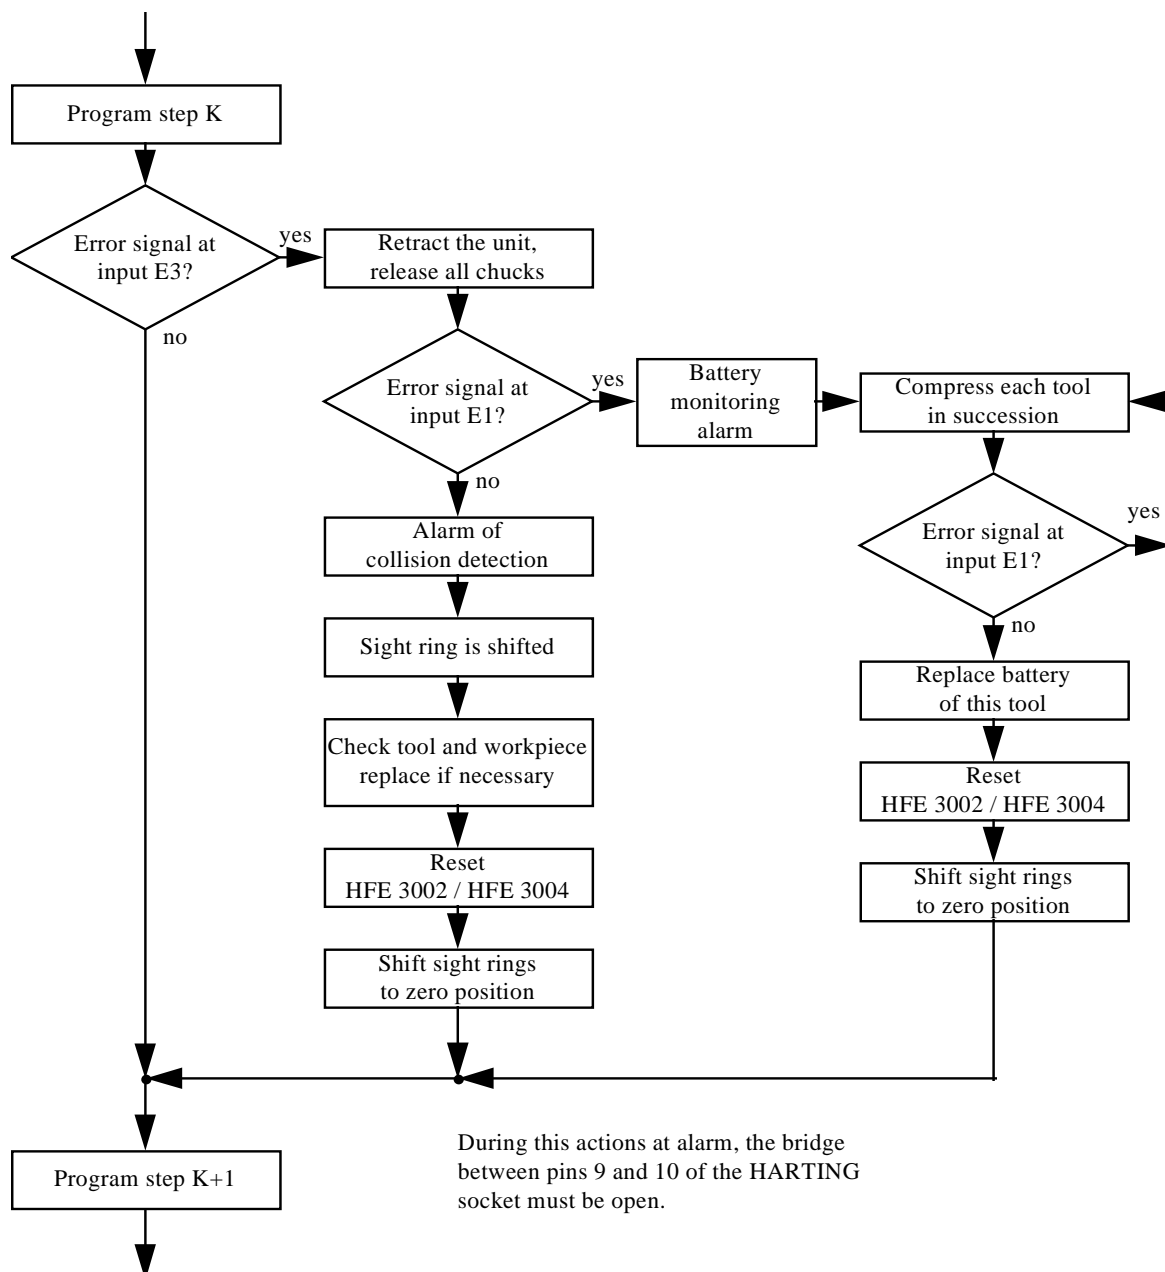 Program step K
Error signal at
input E3?
yes
no
Retract the unit,
release all chucks
Error signal at
input E1?
yes
no
Battery
monitoring
alarm
Compress each tool
in succession
Error signal at
input E1?
yes
no
Alarm of
collision detection
Sight ring is shifted
Check tool and workpiece
replace if necessary
Reset
HFE 3002 / HFE 3004
Shift sight rings
to zero position
Replace battery
of this tool
Reset
HFE 3002 / HFE 3004
Shift sight rings
to zero position
Program step K+1
During this actions at alarm, the bridge
between pins 9 and 10 of the HARTING
socket must be open.